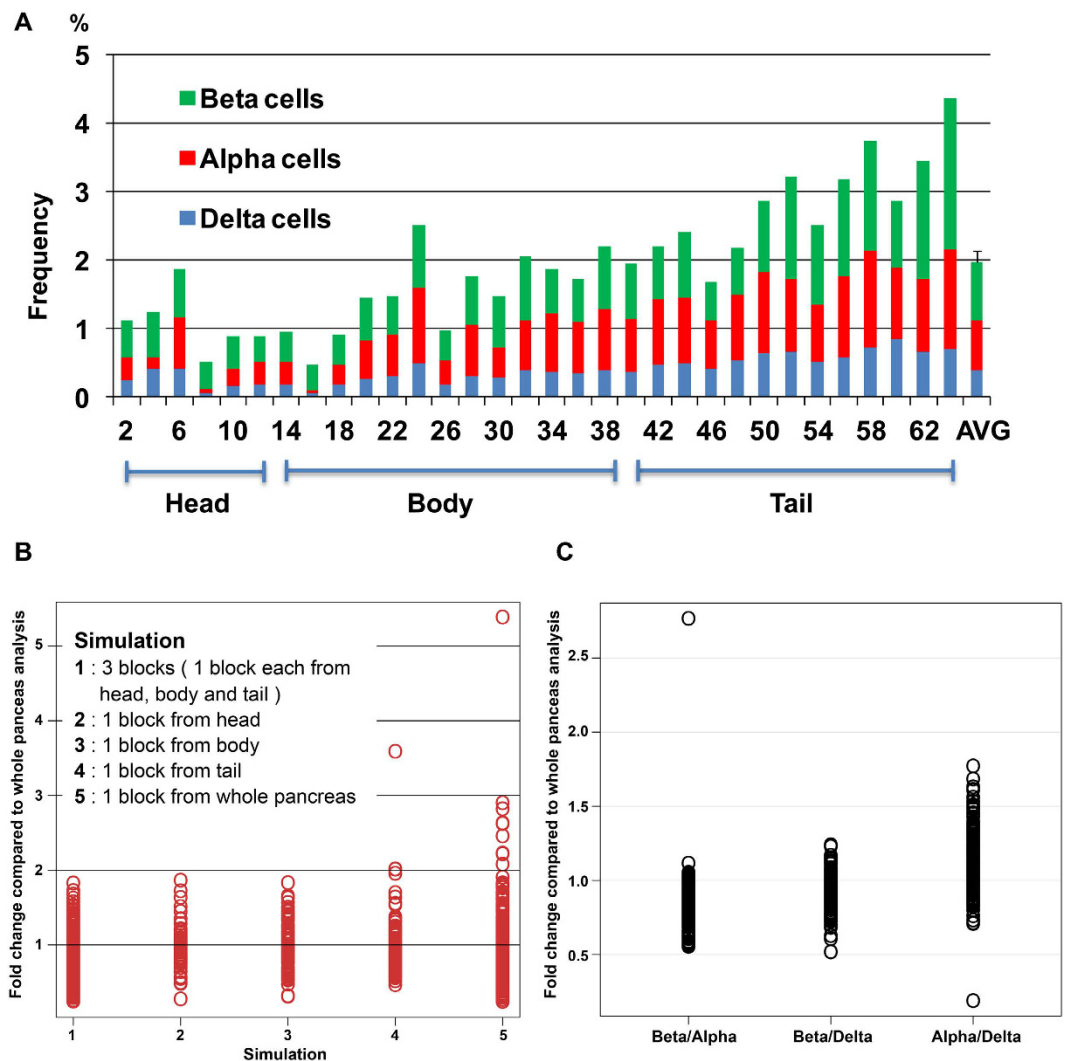 A
%
5
4
3
2
1
0
Frequency
Beta cells
Alpha cells
Delta cells
2 6 10 14 18 22 26 30 34 38 42 46 50 54 58 62 AVG
Head Body Tail
B
Fold change compared to whole panceas analysis
5
4
3
2
1
Simulation
1 : 3 blocks ( 1 block each from
head, body and tail )
2 : 1 block from head
3 : 1 block from body
4 : 1 block from tail
5 : 1 block from whole pancreas
1 2 3 4 5
Simulation
C
Fold change compared to whole panceas analysis
2.5
2.0
1.5
1.0
0.5
Beta/Alpha Beta/Delta Alpha/Delta